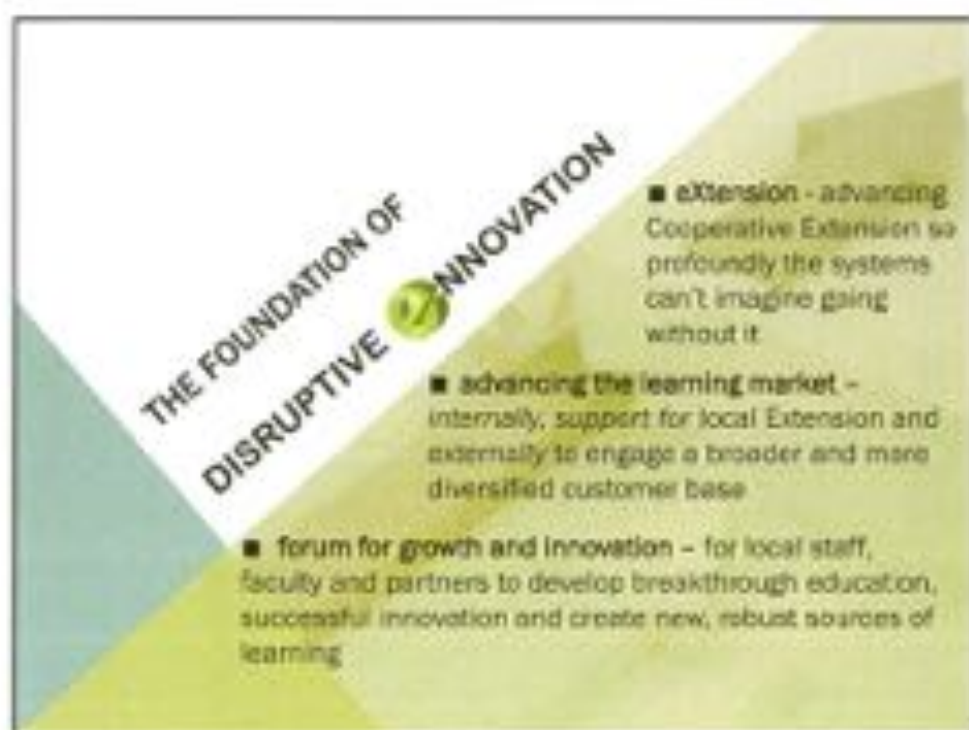 THE FOUNDATION OF
DISRUPTIVE INNOVATION
■ eXtension - advancing
Cooperative Extension so
profoundly the systems
can't imagine going
without it
■ advancing the learning market –
internally, support for local Extension and
externally to engage a broader and more
diversified customer base
■ forum for growth and innovation – for local staff,
faculty and partners to develop breakthrough education,
successful innovation and create new, robust sources of
learning